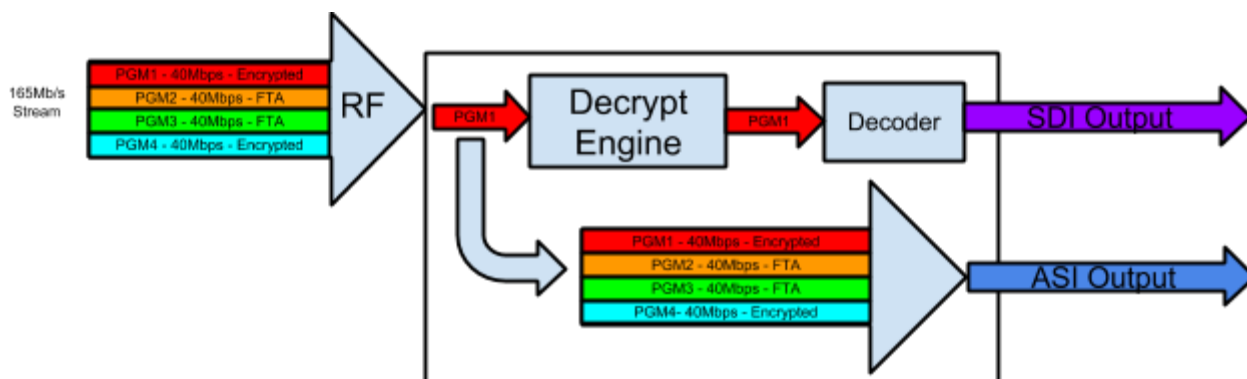 165Mb/s
Stream
PGM1 - 40Mbps - Encrypted
PGM2 - 40Mbps - FTA
PGM3 - 40Mbps - FTA
PGM4 - 40Mbps - Encrypted
RF
PGM1
Decrypt
Engine
PGM1
Decoder
SDI Output
PGM1 - 40Mbps - Encrypted
PGM2 - 40Mbps - FTA
PGM3 - 40Mbps - FTA
PGM4- 40Mbps - Encrypted
ASI Output